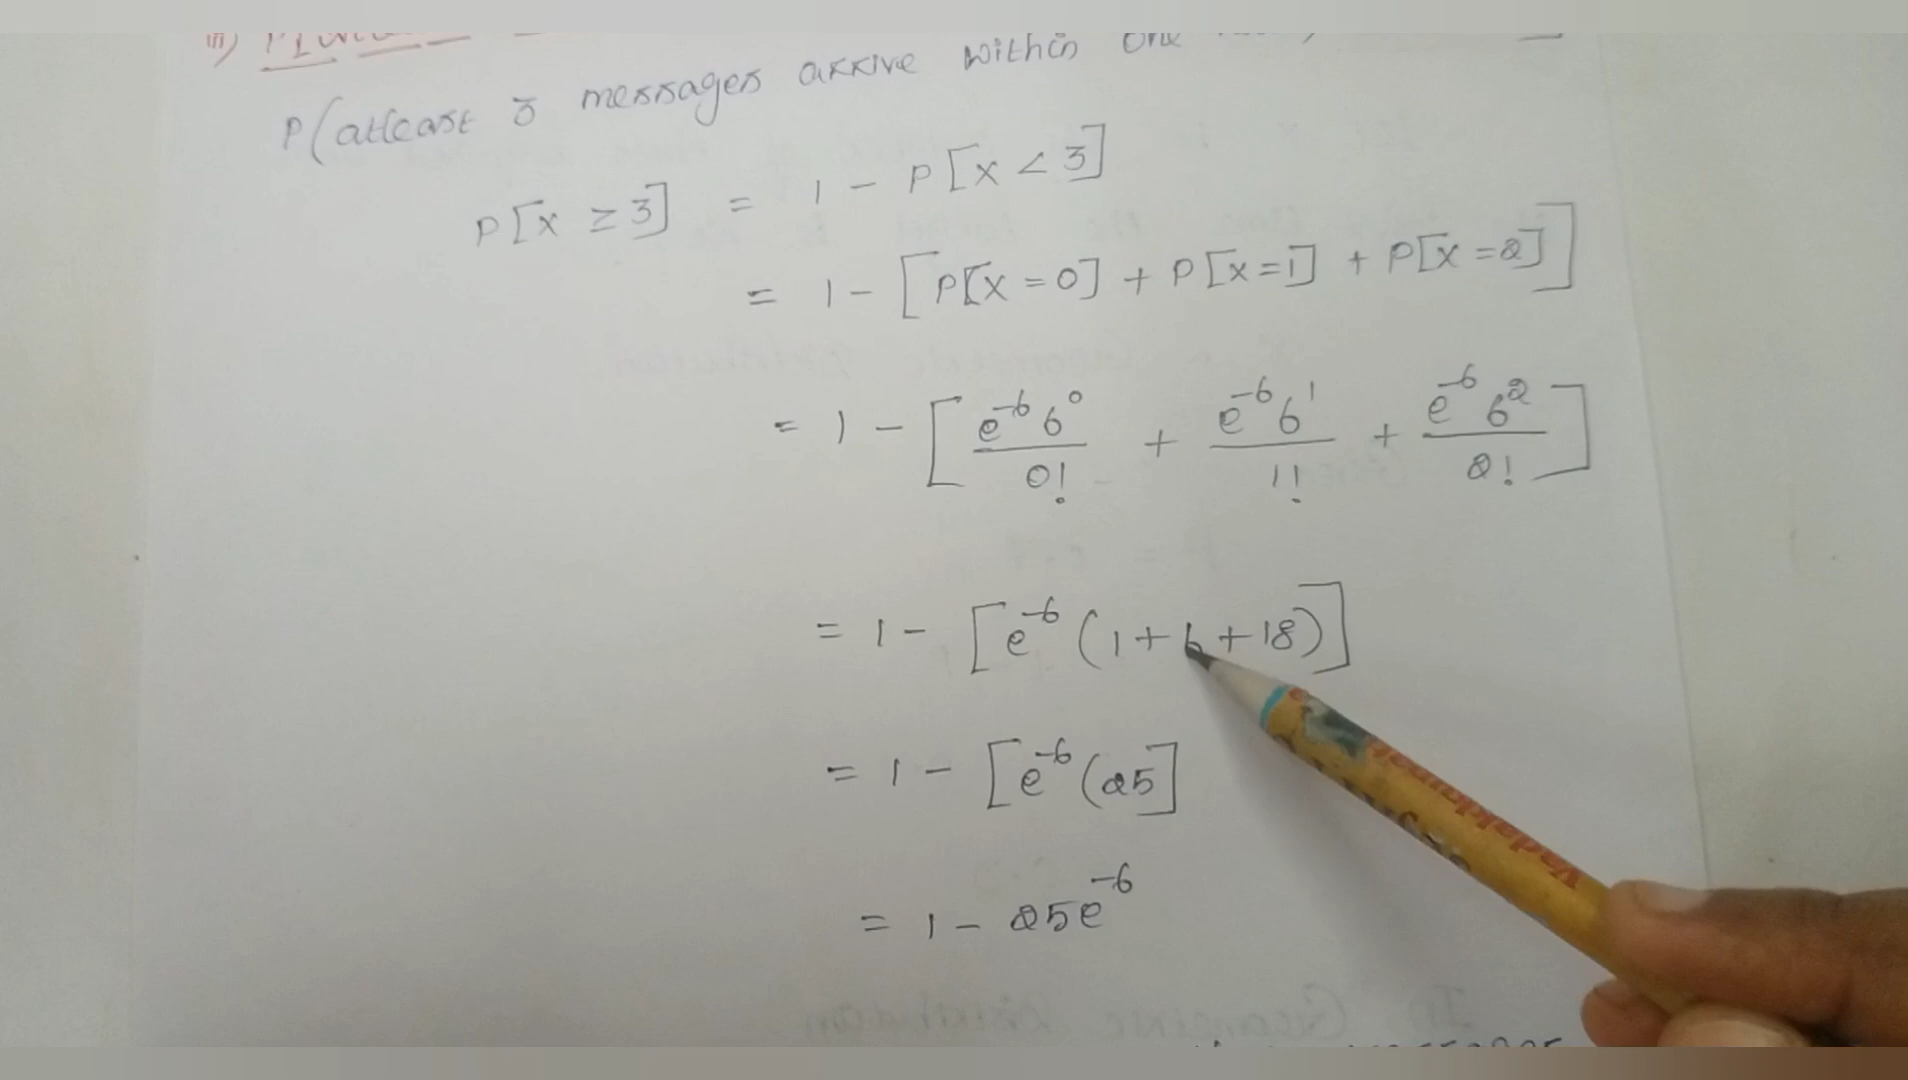 iii)
P(atleast 3 messages arrive within one
P[X ≥ 3] = 1 - P[X < 3]
= 1 - [P[X = 0] + P[X = 1] + P[X = 2]]
= 1 - [e^-6 6^0 / 0! + e^-6 6^1 / 1! + e^-6 6^2 / 2!]
= 1 - [e^-6 (1 + 6 + 18)]
= 1 - [e^-6 (25]
= 1 - 25e^-6